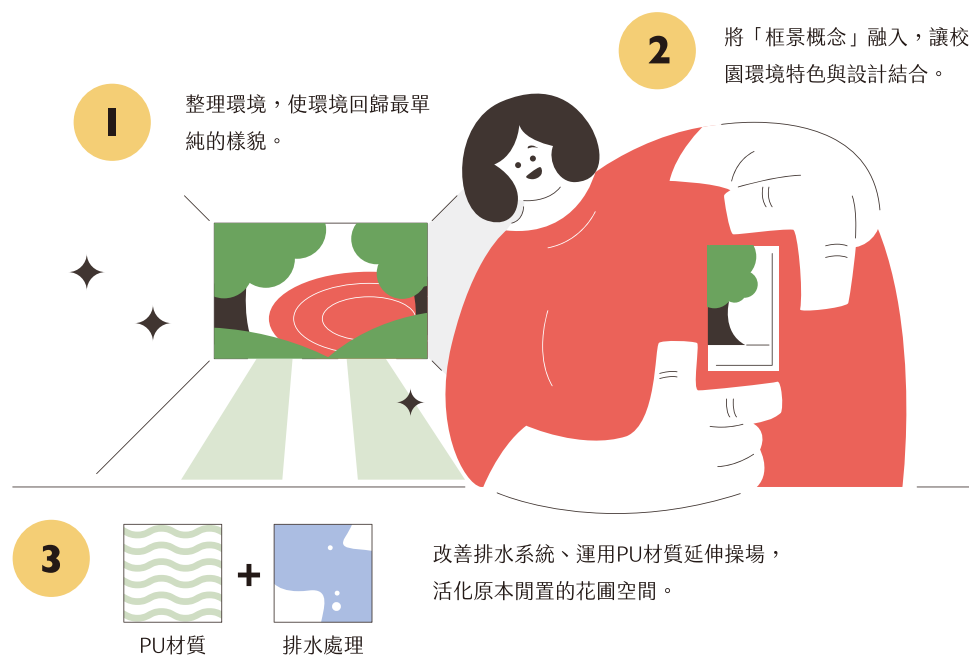 1
整理環境，使環境回歸最單
純的樣貌。
2
將「框景概念」融入，讓校
園環境特色與設計結合。
3
PU材質
+
排水處理
改善排水系統、運用PU材質延伸操場，
活化原本閒置的花圃空間。